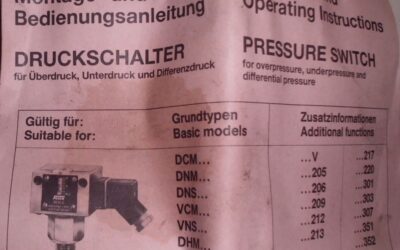 Montage- und
Bedienungsanleitung
Operating Instructions
DRUCKSCHALTER
für Überdruck, Unterdruck und Differenzdruck
PRESSURE SWITCH
for overpressure, underpressure and
differential pressure
Gültig für:
Suitable for:
Grundtypen
Basic models
Zusatzinformationen
Additional functions
DCM...
DNM...
DNS...
VCM...
VNS...
DHM...
...V
...205
...206
...209
...212
...213
...217
...220
...301
...303
...307
...351
...352